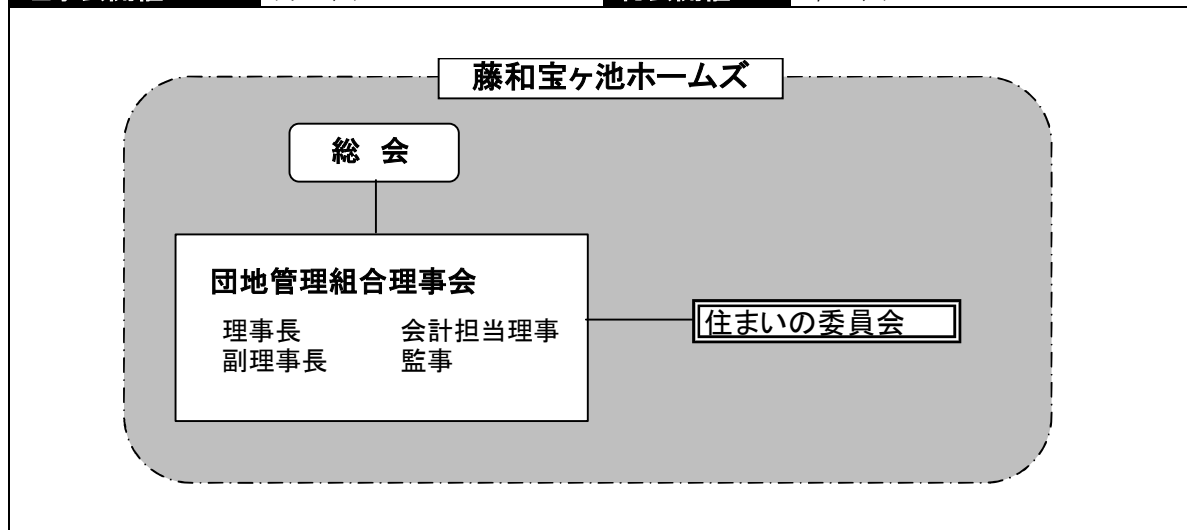 藤和宝ヶ池ホームズ
総 会
団地管理組合理事会
理事長 会計担当理事
副理事長 監事
住まいの委員会